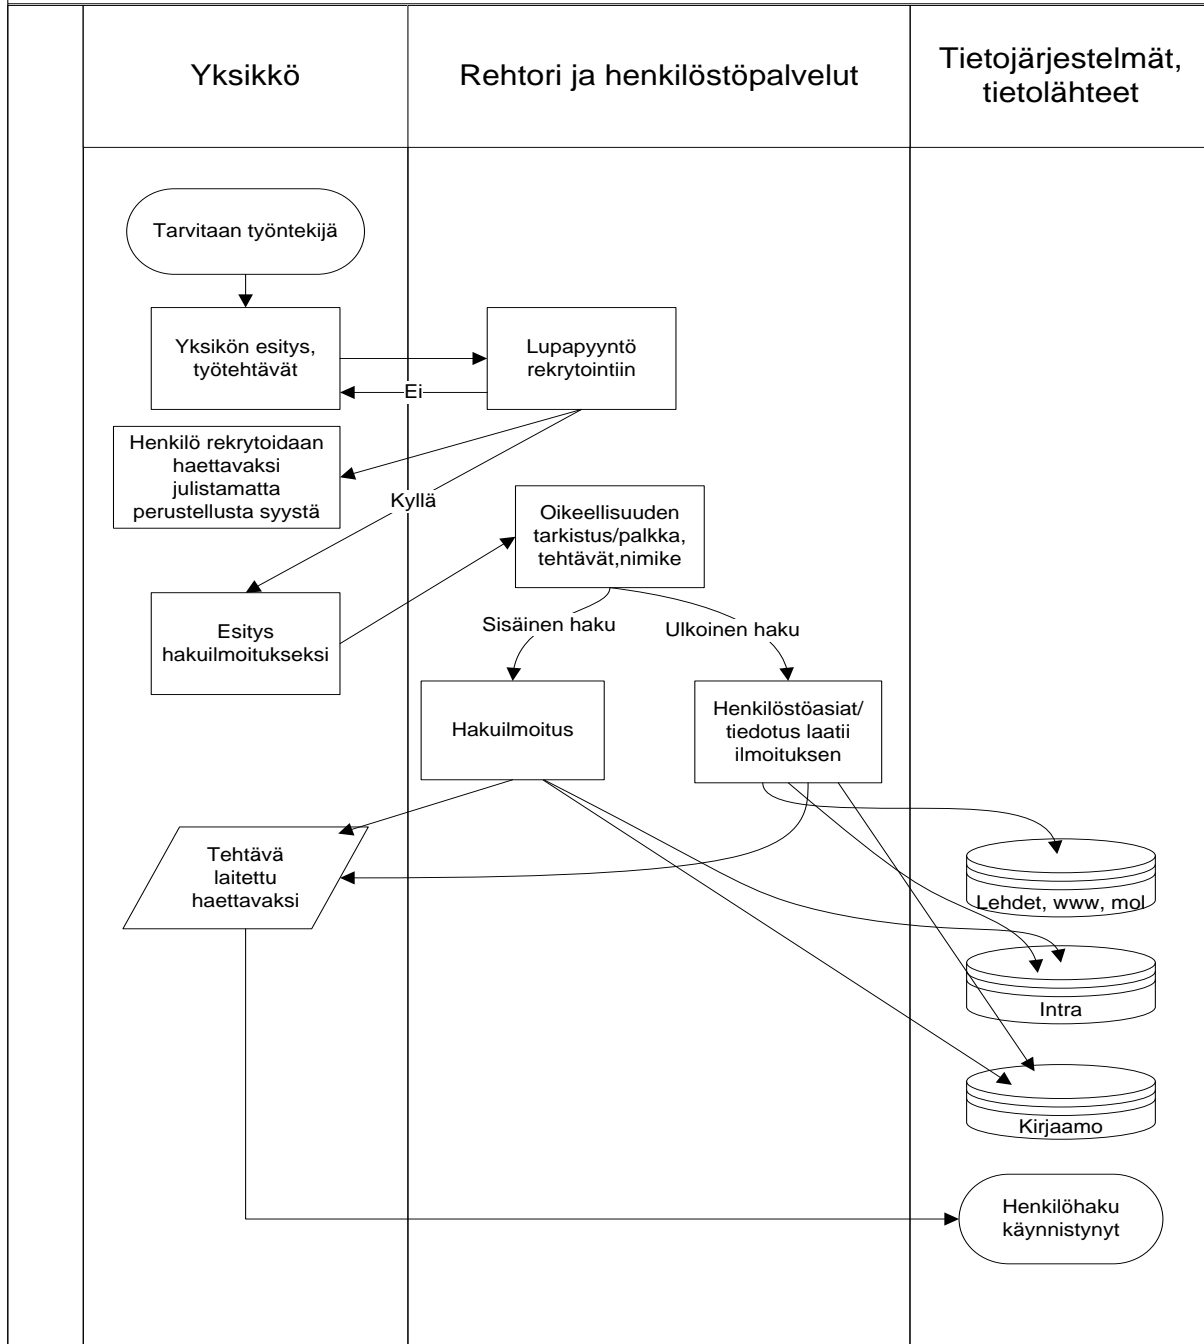 Yksikkö
Rehtori ja henkilöstöpalvelut
Tietojärjestelmät,
tietolähteet
Tarvitaan työntekijä
Yksikön esitys,
työtehtävät
Lupapyyntö
rekrytointiin
Ei
Henkilö rekrytoidaan
haettavaksi
julistamatta
perustellusta syystä
Kyllä
Oikeellisuuden
tarkistus/palkka,
tehtävät,nimike
Esitys
hakuilmoitukseksi
Sisäinen haku
Ulkoinen haku
Hakuilmoitus
Henkilöstöasiat/
tiedotus laatii
ilmoituksen
Tehtävä
laitettu
haettavaksi
Lehdet, www, mol
Intra
Kirjaamo
Henkilöhaku
käynnistynyt